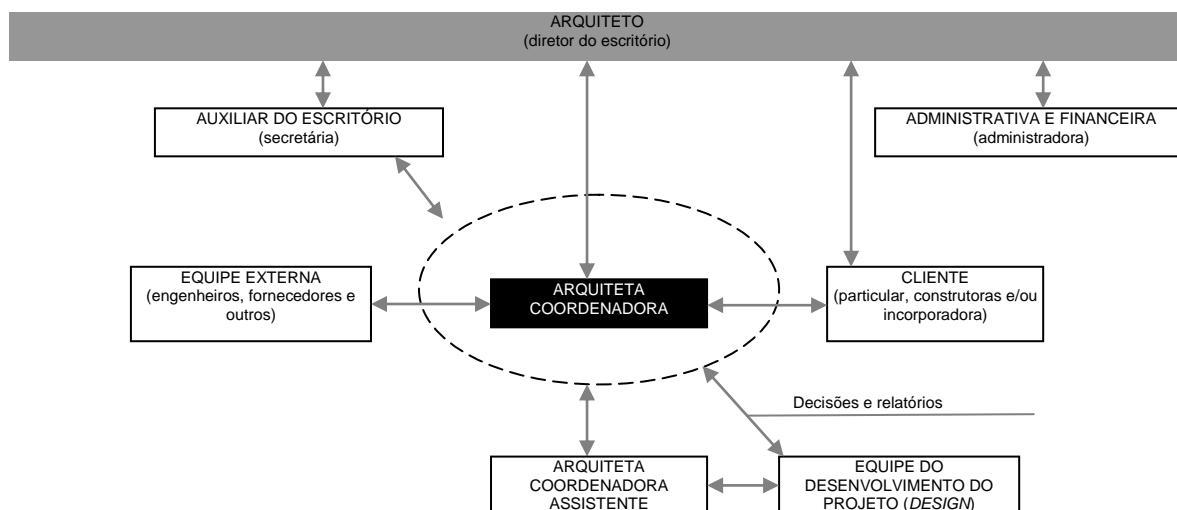 ARQUITETO
(diretor do escritório)
AUXILIAR DO ESCRITÓRIO
(secretária)
ADMINISTRATIVA E FINANCEIRA
(administradora)
EQUIPE EXTERNA
(engenheiros, fornecedores e
outros)
ARQUITETA
COORDENADORA
CLIENTE
(particular, construtoras e/ou
incorporadora)
Decisões e relatórios
ARQUITETA
COORDENADORA
ASSISTENTE
EQUIPE DO
DESENVOLVIMENTO DO
PROJETO (DESIGN)